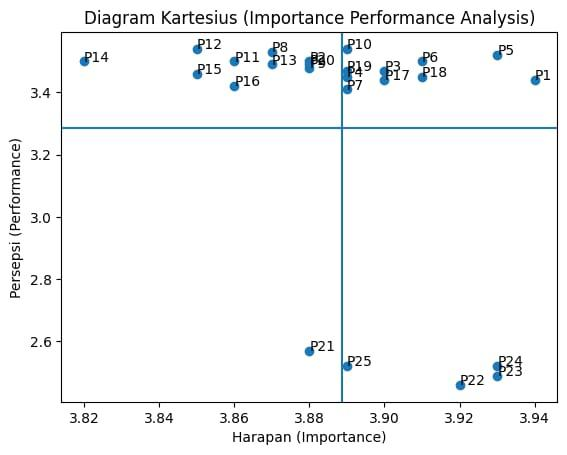 Diagram Kartesius (Importance Performance Analysis)
P12
P10
P8
P5
P14
P11
P2
P20
P6
P13
P9
P15
P19
P3
P4
P17
P18
P1
P16
P7
3.4
3.2
3.0
2.8
2.6
P21
P25
P24
P23
P22
3.82
3.84
3.86
3.88
3.90
3.92
3.94
Harapan (Importance)
Persepsi (Performance)